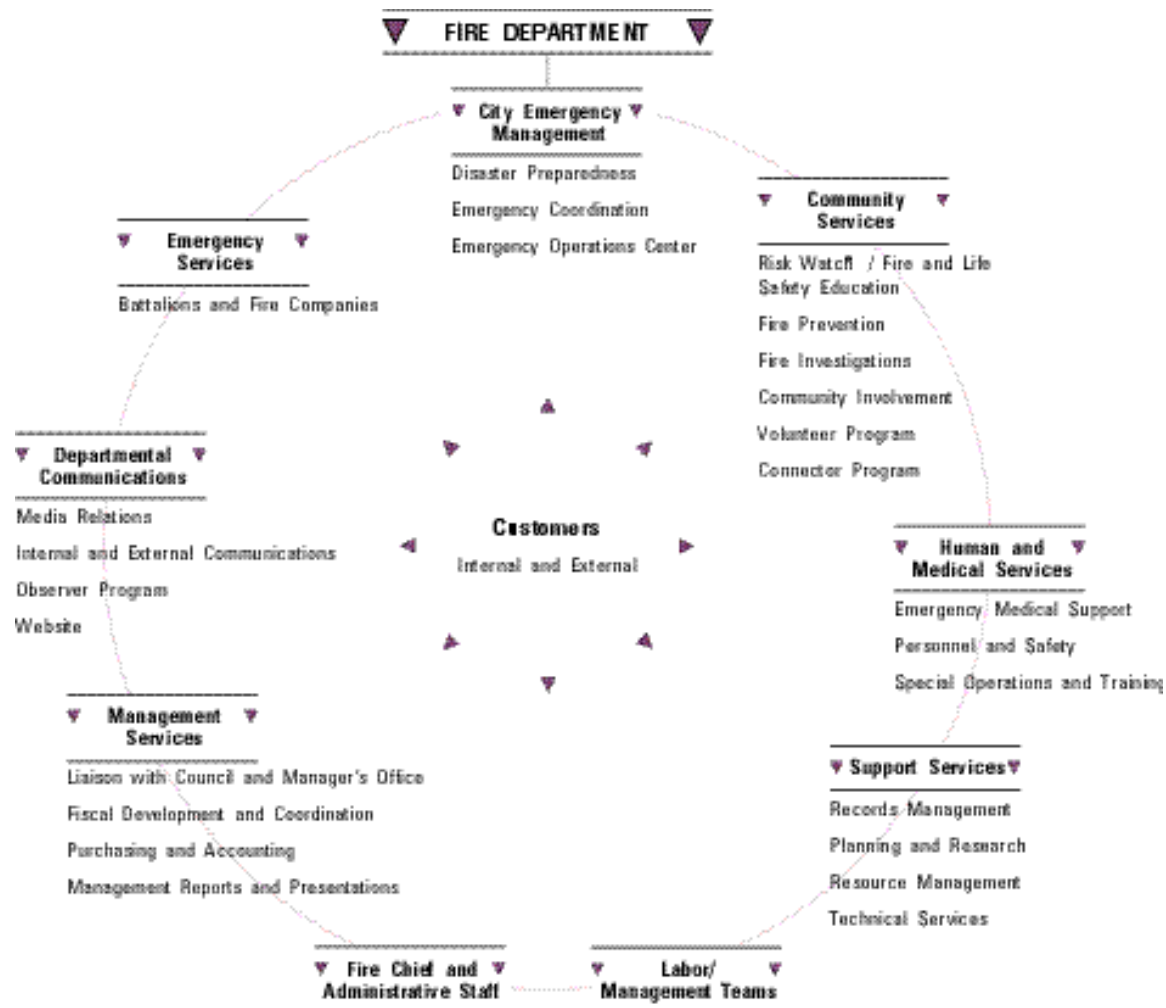 FIRE DEPARTMENT
City Emergency
Management
Disaster Preparedness
Emergency Coordination
Emergency Operations Center
Community
Services
Risk Watch / Fire and Life
Safety Education
Fire Prevention
Fire Investigations
Community Involvement
Volunteer Program
Connector Program
Emergency
Services
Battalions and Fire Companies
Departmental
Communications
Media Relations
Internal and External Communications
Observer Program
Website
Customers
Internal and External
Human and
Medical Services
Emergency Medical Support
Personnel and Safety
Special Operations and Training
Management
Services
Liaison with Council and Manager's Office
Fiscal Development and Coordination
Purchasing and Accounting
Management Reports and Presentations
Support Services
Records Management
Planning and Research
Resource Management
Technical Services
Fire Chief and
Administrative Staff
Labor/
Management Teams